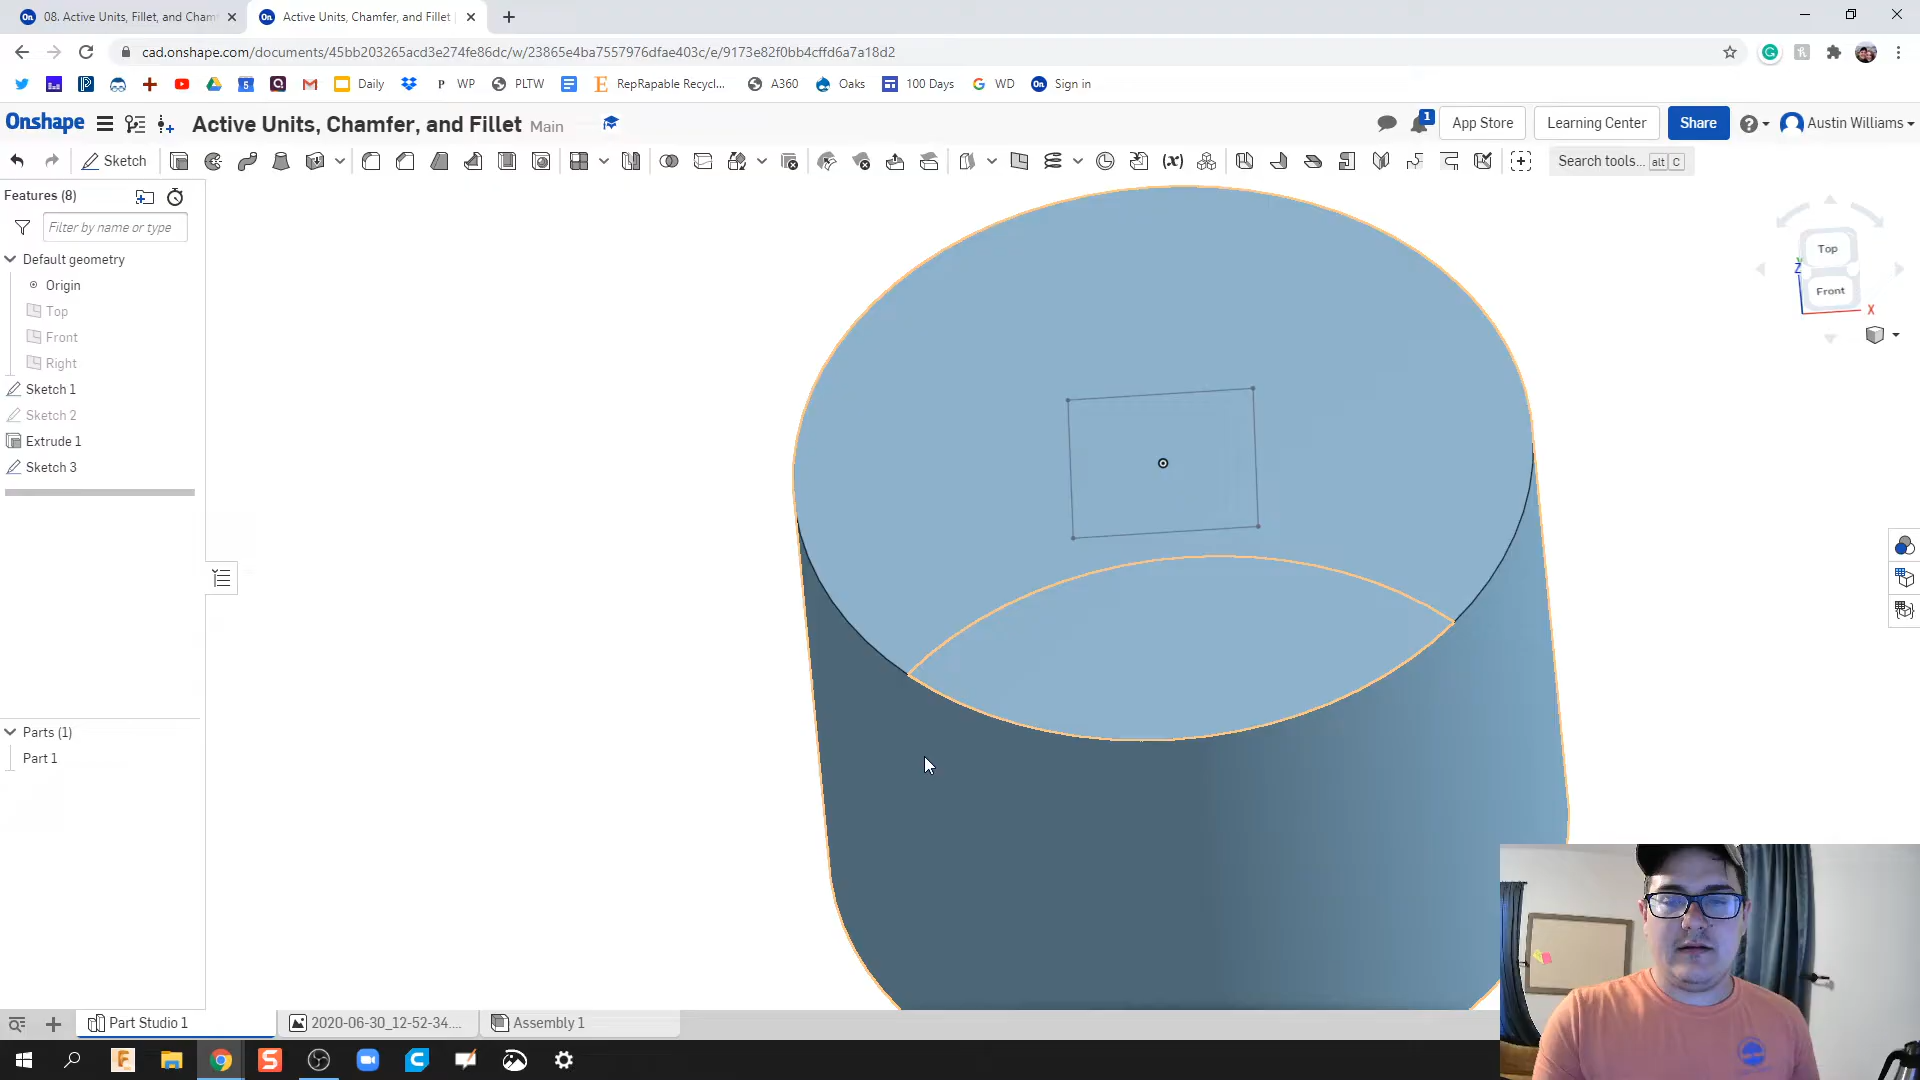 08. Active Units, Fillet, and Cham
Active Units, Chamfer, and Fillet
cad.onshape.com/documents/45bb203265acd3e274fe86dc/w/23865e4ba7557976dfae403c/e/9173e82f0bb4cffd6a7a18d2
Daily
WP
PLTW
RepRapable Recycl...
A360
Oaks
100 Days
WD
Sign in
Onshape
Active Units, Chamfer, and Fillet Main
1
App Store
Learning Center
Share
Austin Williams
Sketch
Search tools... alt C
Features (8)
Filter by name or type
Default geometry
Origin
Top
Front
Right
Sketch 1
Sketch 2
Extrude 1
Sketch 3
Parts (1)
Part 1
Top
Front
Z
X
Part Studio 1
2020-06-30_12-52-34....
Assembly 1